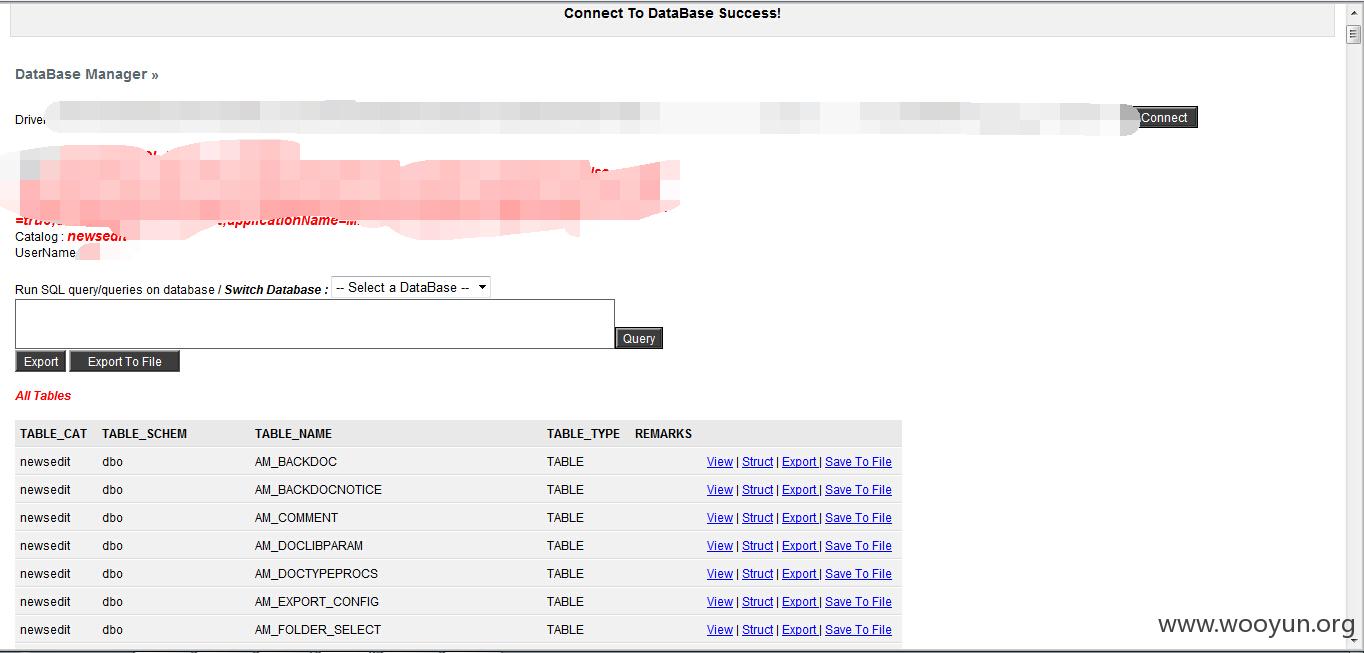 Connect To DataBase Success!
DataBase Manager »
Driver Connect
=true, ,applicationName=M
Catalog : newsedit
UserName
Run SQL query/queries on database / Switch Database : -- Select a DataBase --
Query
Export Export To File
All Tables
TABLE_CAT TABLE_SCHEM TABLE_NAME TABLE_TYPE REMARKS
newsedit dbo AM_BACKDOC TABLE View | Struct | Export | Save To File
newsedit dbo AM_BACKDOCNOTICE TABLE View | Struct | Export | Save To File
newsedit dbo AM_COMMENT TABLE View | Struct | Export | Save To File
newsedit dbo AM_DOCLIBPARAM TABLE View | Struct | Export | Save To File
newsedit dbo AM_DOCTYPEPROCS TABLE View | Struct | Export | Save To File
newsedit dbo AM_EXPORT_CONFIG TABLE View | Struct | Export | Save To File
newsedit dbo AM_FOLDER_SELECT TABLE View | Struct | Export | Save To File
www.wooyun.org